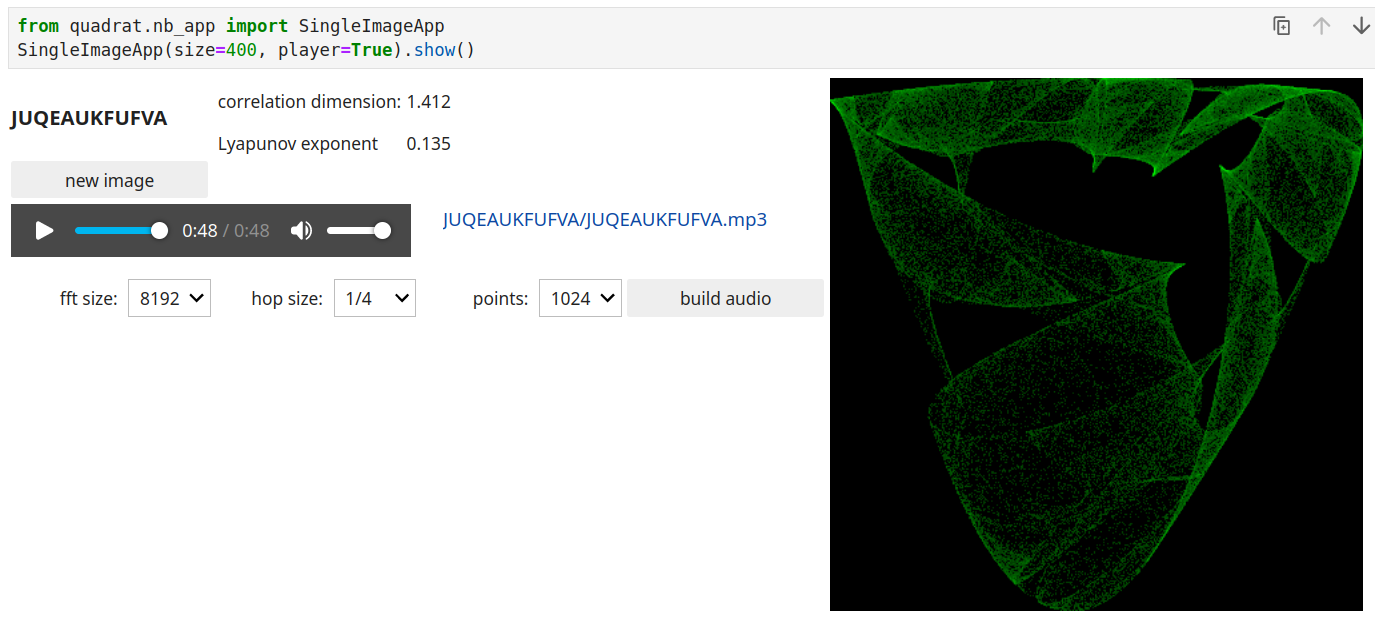 from quadrat.nb_app import SingleImageApp
SingleImageApp(size=400, player=True).show()
JUQEAUKFUFVA
correlation dimension: 1.412
Lyapunov exponent 0.135
new image
0:48 / 0:48
JUQEAUKFUFVA/JUQEAUKFUFVA.mp3
fft size: 8192 hop size: 1/4 points: 1024 build audio